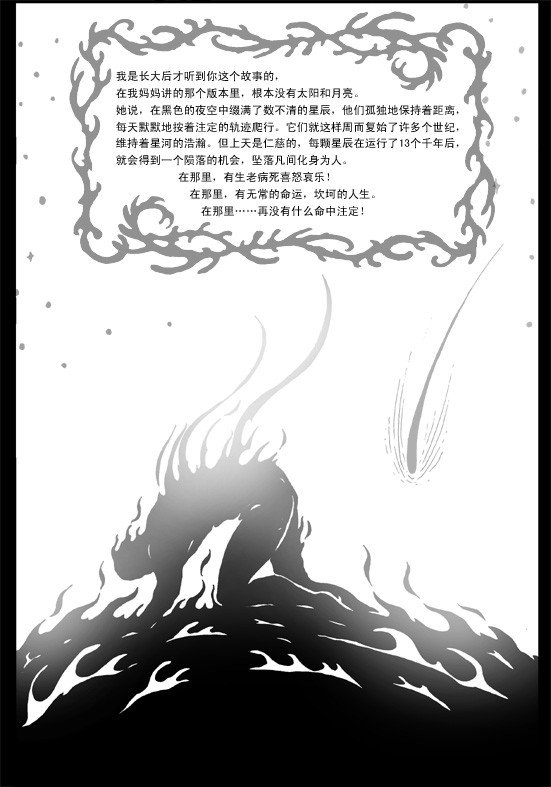 我是长大后才听到你这个故事的，
在我妈妈讲的那个版本里，根本没有太阳和月亮。
她说，在黑色的夜空中缀满了数不清的星辰，他们孤独地保持着距离，
每天默默地按着注定的轨迹爬行。它们就这样周而复始了许多个世纪，
维持着星河的浩瀚。但上天是仁慈的，每颗星辰在运行了13个千年后，
就会得到一个陨落的机会，坠落凡间化身为人。
在那里，有生老病死喜怒哀乐！
在那里，有无常的命运，坎坷的人生。
在那里……再没有什么命中注定！